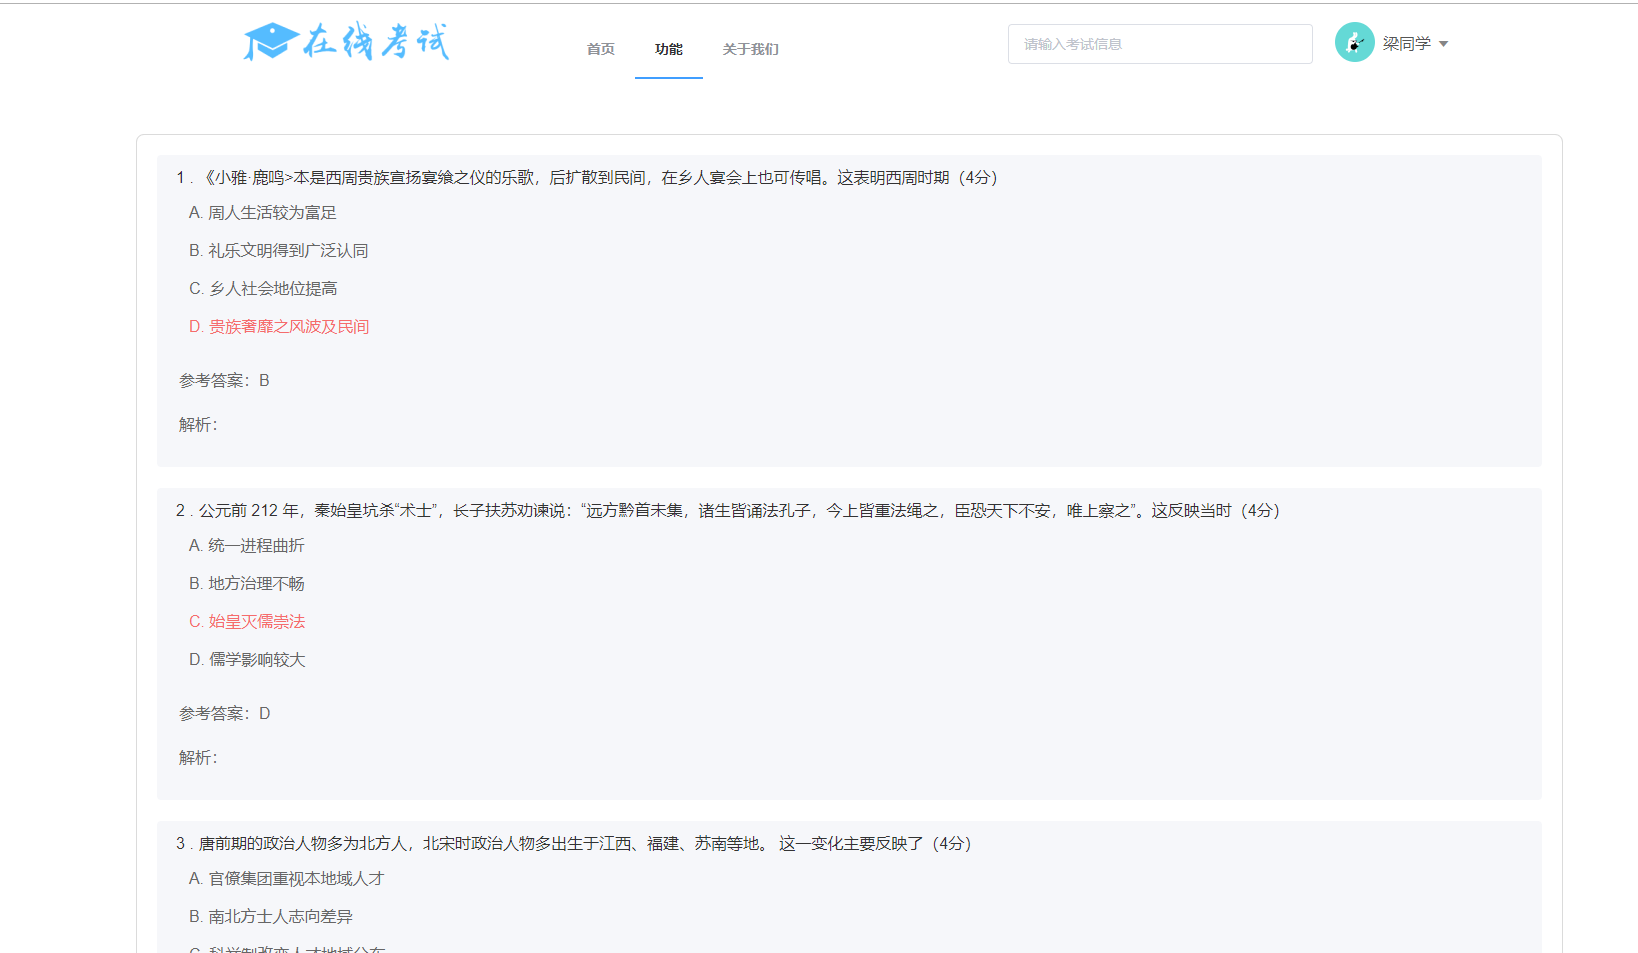 在线考试
首页 功能 关于我们
请输入考试信息
梁同学
1 . 《小雅·鹿鸣>本是西周贵族宣扬宴飨之仪的乐歌，后扩散到民间，在乡人宴会上也可传唱。这表明西周时期（4分）
A. 周人生活较为富足
B. 礼乐文明得到广泛认同
C. 乡人社会地位提高
D. 贵族奢靡之风波及民间
参考答案：B
解析：
2 . 公元前 212 年，秦始皇坑杀“术士”，长子扶苏劝谏说：“远方黔首未集，诸生皆诵法孔子，今上皆重法绳之，臣恐天下不安，唯上察之”。这反映当时（4分）
A. 统一进程曲折
B. 地方治理不畅
C. 始皇灭儒崇法
D. 儒学影响较大
参考答案：D
解析：
3 . 唐前期的政治人物多为北方人，北宋时政治人物多出生于江西、福建、苏南等地。 这一变化主要反映了（4分）
A. 官僚集团重视本地域人才
B. 南北方士人志向差异
C. 科举制改变人才地域分布